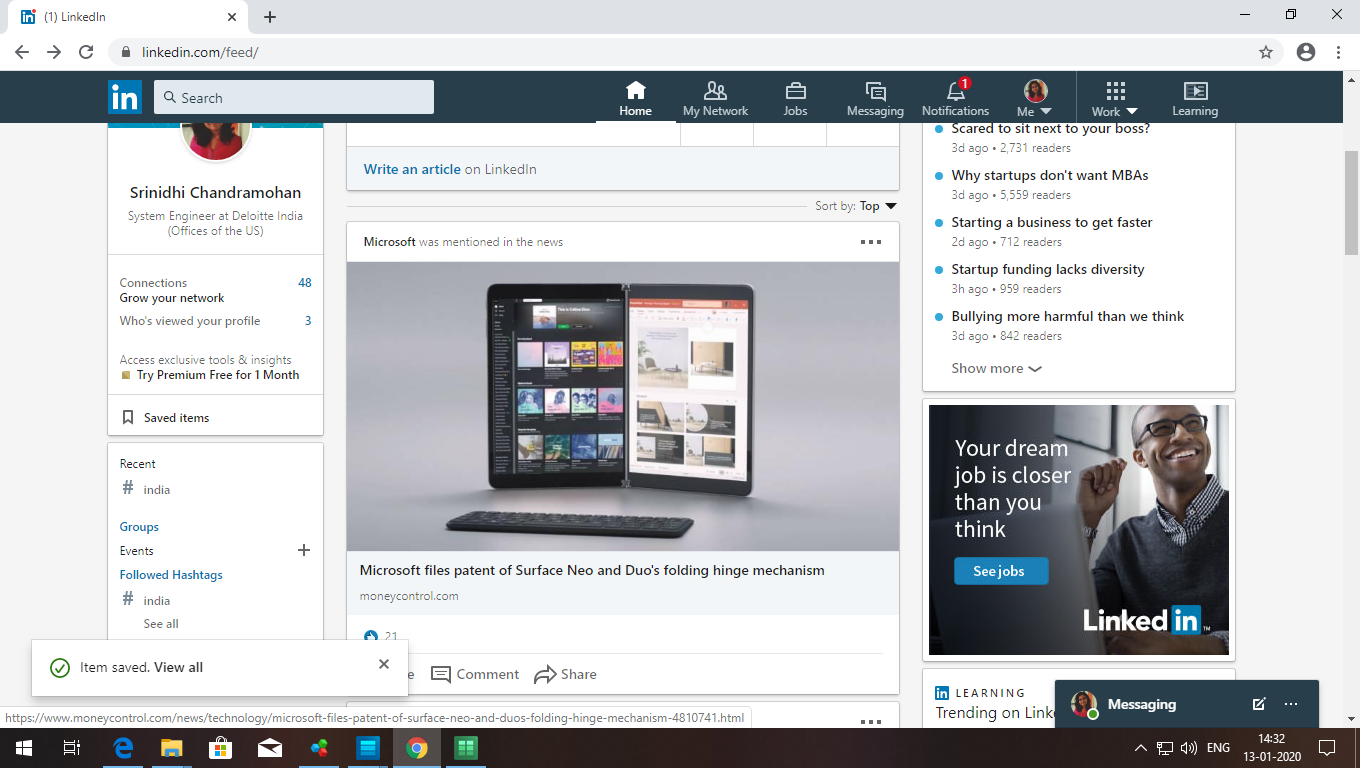 (1) LinkedIn
linkedin.com/feed/
in
Search
Home
My Network
Jobs
Messaging
1
Notifications
Me
Work
Learning
Srinidhi Chandramohan
System Engineer at Deloitte India
(Offices of the US)
Connections 48
Grow your network
Who's viewed your profile 3
Access exclusive tools & insights
Try Premium Free for 1 Month
Saved items
Recent
# india
Groups
Events
Followed Hashtags
# india
See all
Write an article on LinkedIn
Sort by: Top
Microsoft was mentioned in the news
Microsoft files patent of Surface Neo and Duo's folding hinge mechanism
moneycontrol.com
21
Comment
Share
Scared to sit next to your boss?
3d ago • 2,731 readers
Why startups don't want MBAs
3d ago • 5,559 readers
Starting a business to get faster
2d ago • 712 readers
Startup funding lacks diversity
3h ago • 959 readers
Bullying more harmful than we think
3d ago • 842 readers
Show more
Your dream
job is closer
than you
think
See jobs
Linked in™
in LEARNING
Trending on Linke
Messaging
Item saved. View all
https://www.moneycontrol.com/news/technology/microsoft-files-patent-of-surface-neo-and-duos-folding-hinge-mechanism-4810741.html
ENG
14:32
13-01-2020